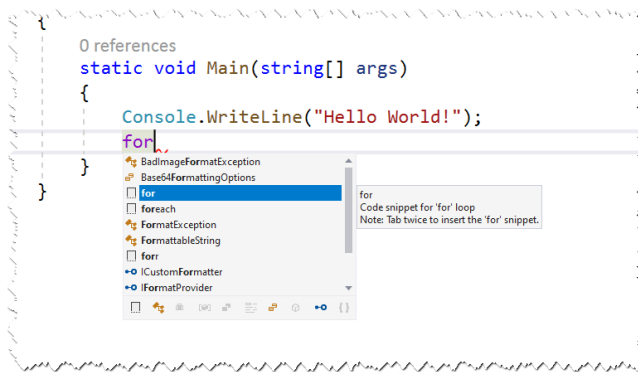 {
0 references
static void Main(string[] args)
{
Console.WriteLine("Hello World!");
for
}
}
BadImageFormatException
Base64FormattingOptions
for
foreach
FormatException
FormattableString
forr
ICustomFormatter
IFormatProvider
for
Code snippet for 'for' loop
Note: Tab twice to insert the 'for' snippet.